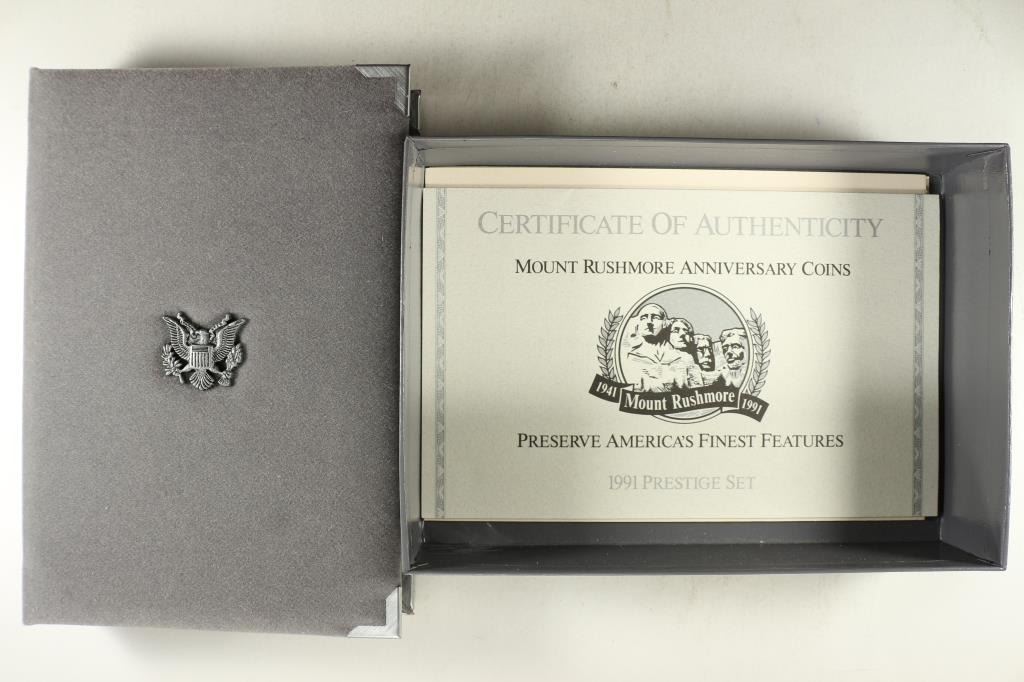 CERTIFICATE OF AUTHENTICITY
MOUNT RUSHMORE ANNIVERSARY COINS
1941 Mount Rushmore 1991
PRESERVE AMERICA'S FINEST FEATURES
1991 PRESTIGE SET